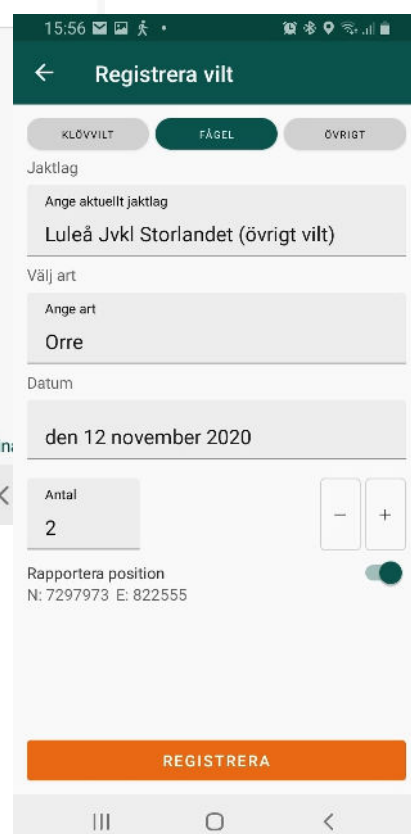 15:56
Registrera vilt
KLÖVVILT FÅGEL ÖVRIGT
Jaktlag
Ange aktuellt jaktlag
Luleå Jvkl Storlandet (övrigt vilt)
Välj art
Ange art
Orre
Datum
den 12 november 2020
Antal
2
− +
Rapportera position
N: 7297973 E: 822555
REGISTRERA